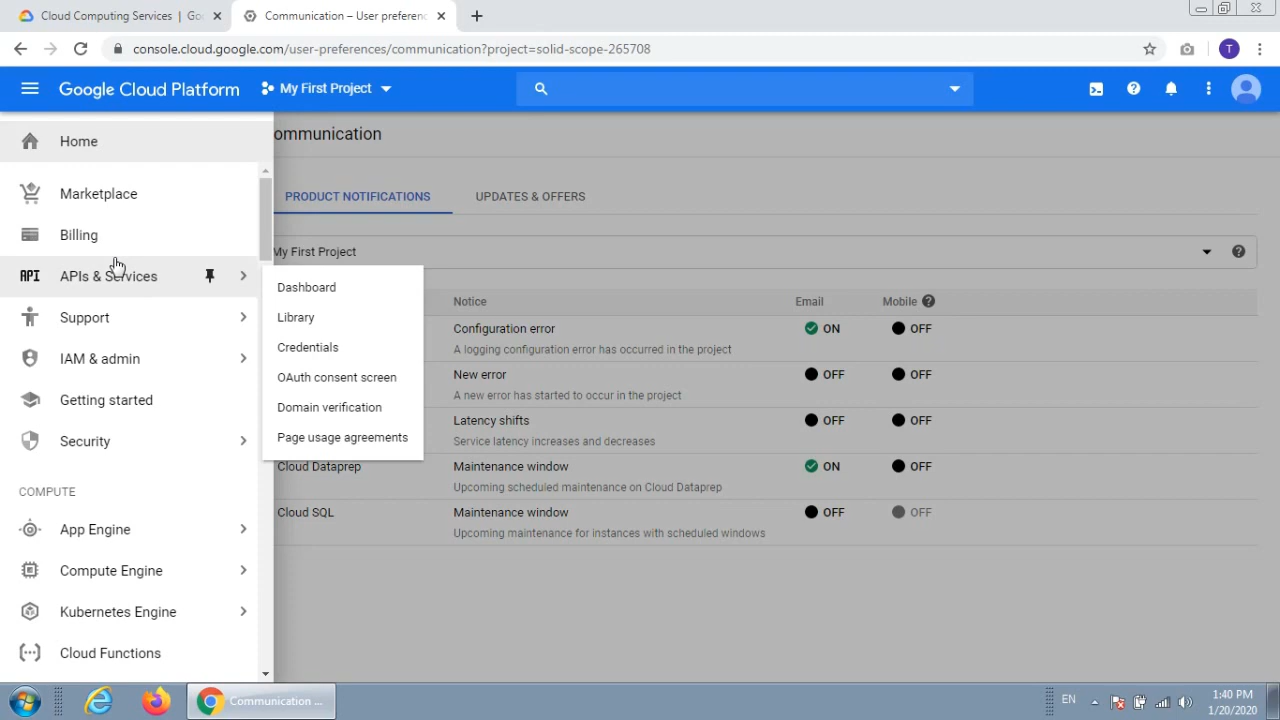 Cloud Computing Services | Go
Communication – User preferenc
console.cloud.google.com/user-preferences/communication?project=solid-scope-265708
T
Google Cloud Platform
My First Project
Home
Marketplace
Billing
API APIs & Services
Support
IAM & admin
Getting started
Security
COMPUTE
App Engine
Compute Engine
Kubernetes Engine
Cloud Functions
Dashboard
Library
Credentials
OAuth consent screen
Domain verification
Page usage agreements
ommunication
PRODUCT NOTIFICATIONS UPDATES & OFFERS
My First Project
Notice Email Mobile
Configuration error ON OFF
A logging configuration error has occurred in the project
New error OFF OFF
A new error has started to occur in the project
Latency shifts OFF OFF
Service latency increases and decreases
Cloud Dataprep Maintenance window ON OFF
Upcoming scheduled maintenance on Cloud Dataprep
Cloud SQL Maintenance window OFF OFF
Upcoming maintenance for instances with scheduled windows
Communication ...
EN
1:40 PM
1/20/2020